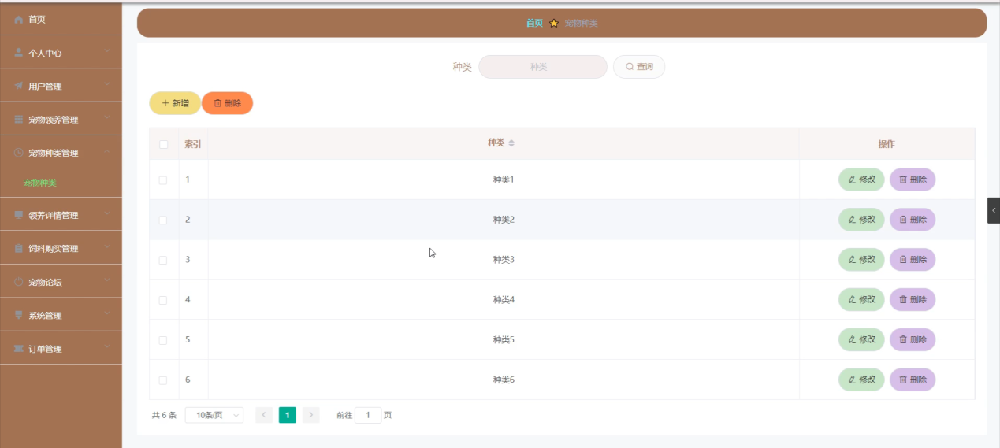 首页
个人中心
用户管理
宠物领养管理
宠物种类管理
宠物种类
领养详情管理
饲料购买管理
宠物论坛
系统管理
订单管理
首页 宠物种类
种类 种类 查询
新增 删除
索引 种类 操作
1 种类1 修改 删除
2 种类2 修改 删除
3 种类3 修改 删除
4 种类4 修改 删除
5 种类5 修改 删除
6 种类6 修改 删除
共 6 条 10条/页 1 前往 1 页